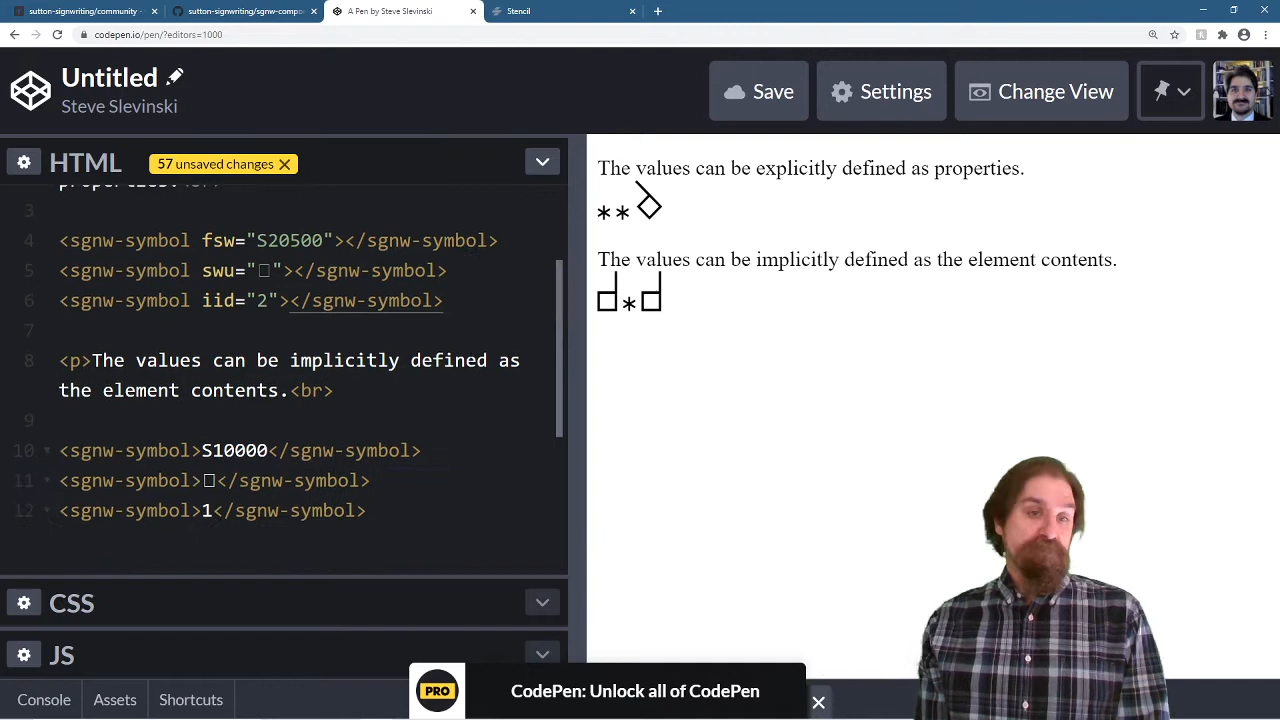 sutton-signwriting/community -
sutton-signwriting/sgnw-compo
A Pen by Steve Slevinski
Stencil
codepen.io/pen/?editors=1000
Untitled
Steve Slevinski
Save
Settings
Change View
HTML
57 unsaved changes
properties.<br>
3
4 <sgnw-symbol fsw="S20500"></sgnw-symbol>
5 <sgnw-symbol swu="□"></sgnw-symbol>
6 <sgnw-symbol iid="2"></sgnw-symbol>
7
8 <p>The values can be implicitly defined as
the element contents.<br>
9
10 <sgnw-symbol>S10000</sgnw-symbol>
11 <sgnw-symbol>□</sgnw-symbol>
12 <sgnw-symbol>1</sgnw-symbol>
CSS
JS
Console
Assets
Shortcuts
The values can be explicitly defined as properties.
The values can be implicitly defined as the element contents.
PRO
CodePen: Unlock all of CodePen